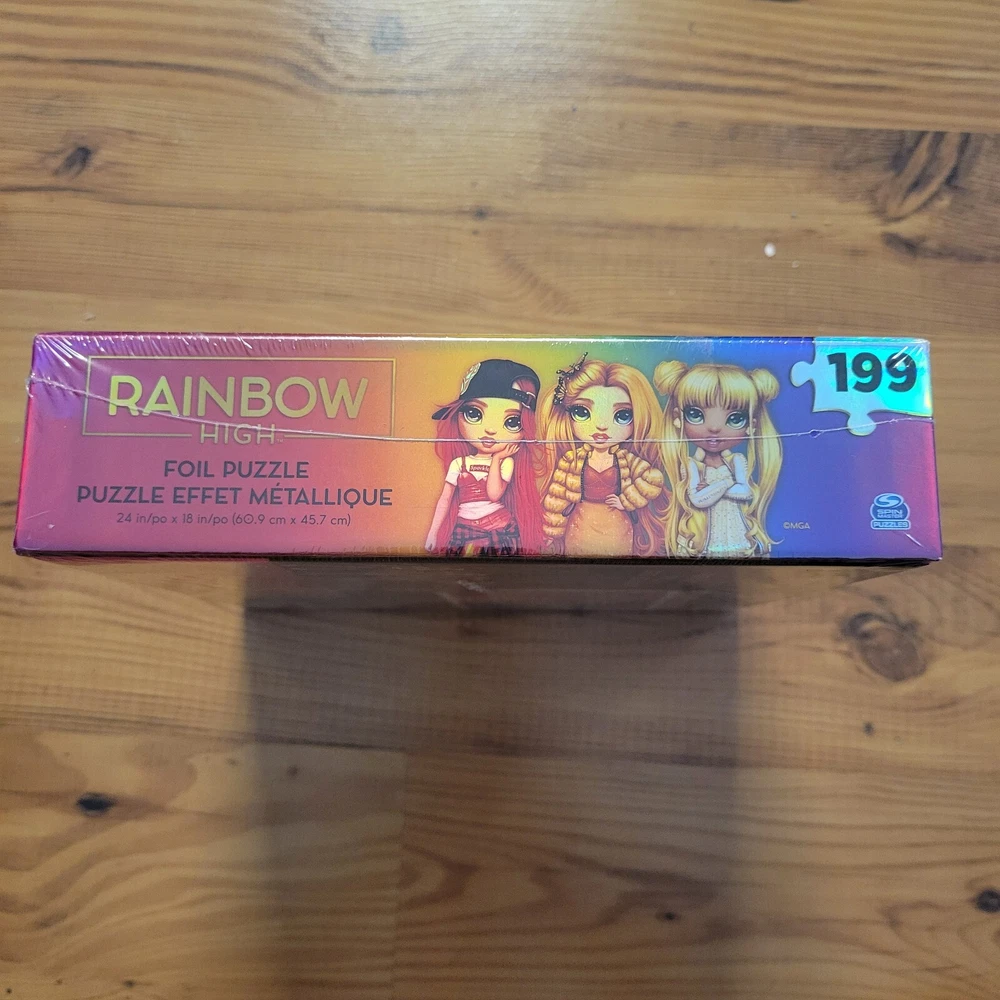 RAINBOW
HIGH
FOIL PUZZLE
PUZZLE EFFET MÉTALLIQUE
24 in/po x 18 in/po (60.9 cm x 45.7 cm)
199
©MGA
SPIN
MASTER
PUZZLES